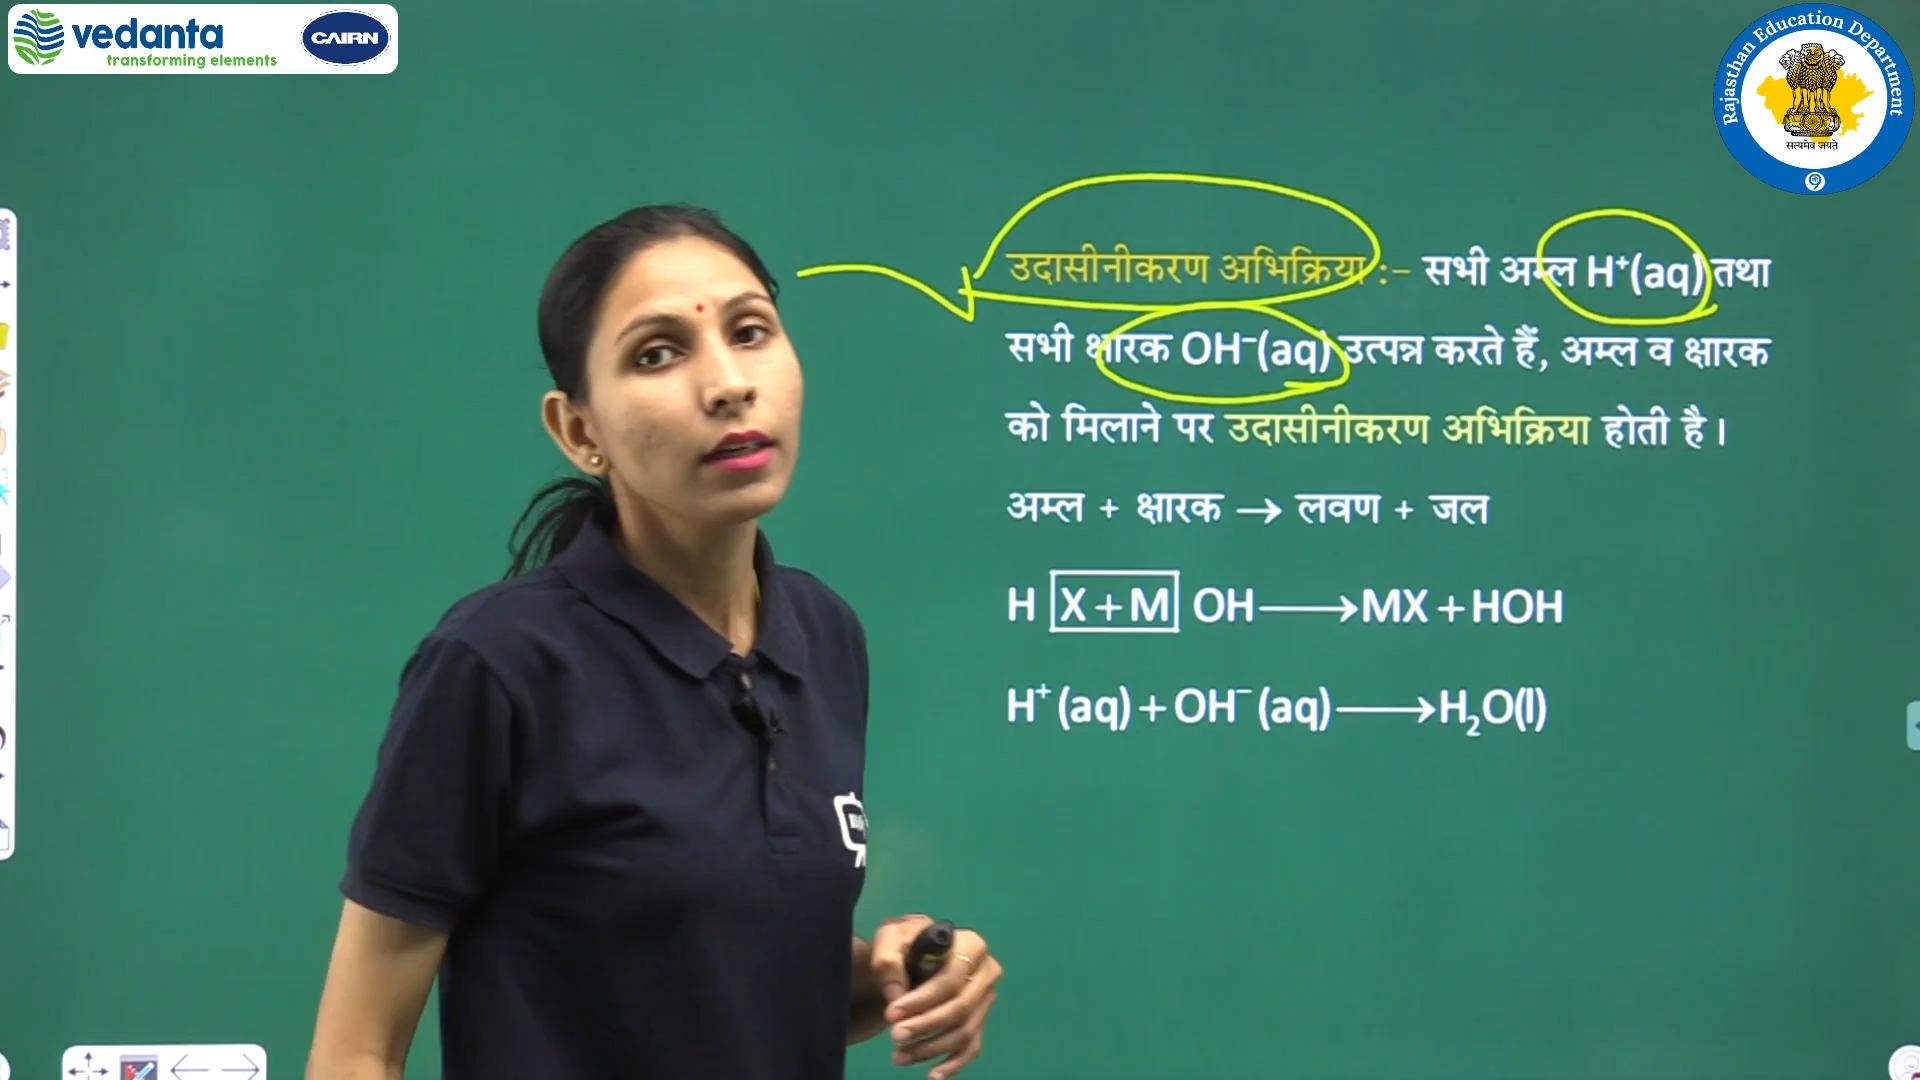 vedanta
transforming elements
CAIRN
Rajasthan Education Department
सत्यमेव जयते
उदासीनीकरण अभिक्रिया :– सभी अम्ल H⁺(aq) तथा
सभी क्षारक OH⁻(aq) उत्पन्न करते हैं, अम्ल व क्षारक
को मिलाने पर उदासीनीकरण अभिक्रिया होती है ।
अम्ल + क्षारक → लवण + जल
H X + M OH ⟶ MX + HOH
H⁺ (aq) + OH⁻ (aq) ⟶ H₂O(l)